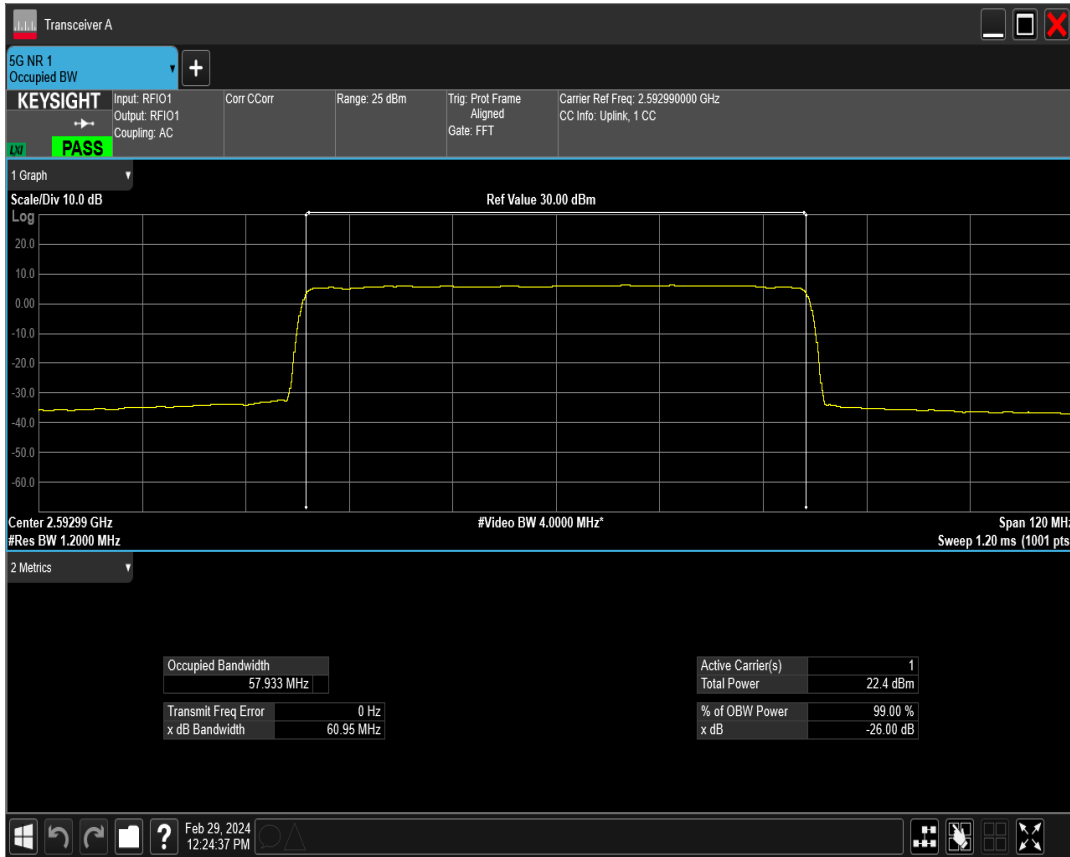 Transceiver A
5G NR 1
Occupied BW
+
KEYSIGHT
Input: RFIO1
Output: RFIO1
Coupling: AC
Corr CCorr
Range: 25 dBm
Trig: Prot Frame
Aligned
Gate: FFT
Carrier Ref Freq: 2.592990000 GHz
CC Info: Uplink, 1 CC
LXI
PASS
1 Graph
Scale/Div 10.0 dB
Ref Value 30.00 dBm
Log
20.0
10.0
0.00
-10.0
-20.0
-30.0
-40.0
-50.0
-60.0
Center 2.59299 GHz
#Video BW 4.0000 MHz*
Span 120 MHz
#Res BW 1.2000 MHz
Sweep 1.20 ms (1001 pts
2 Metrics
Occupied Bandwidth
57.933 MHz
Transmit Freq Error 0 Hz
x dB Bandwidth 60.95 MHz
Active Carrier(s) 1
Total Power 22.4 dBm
% of OBW Power 99.00 %
x dB -26.00 dB
?
Feb 29, 2024
12:24:37 PM